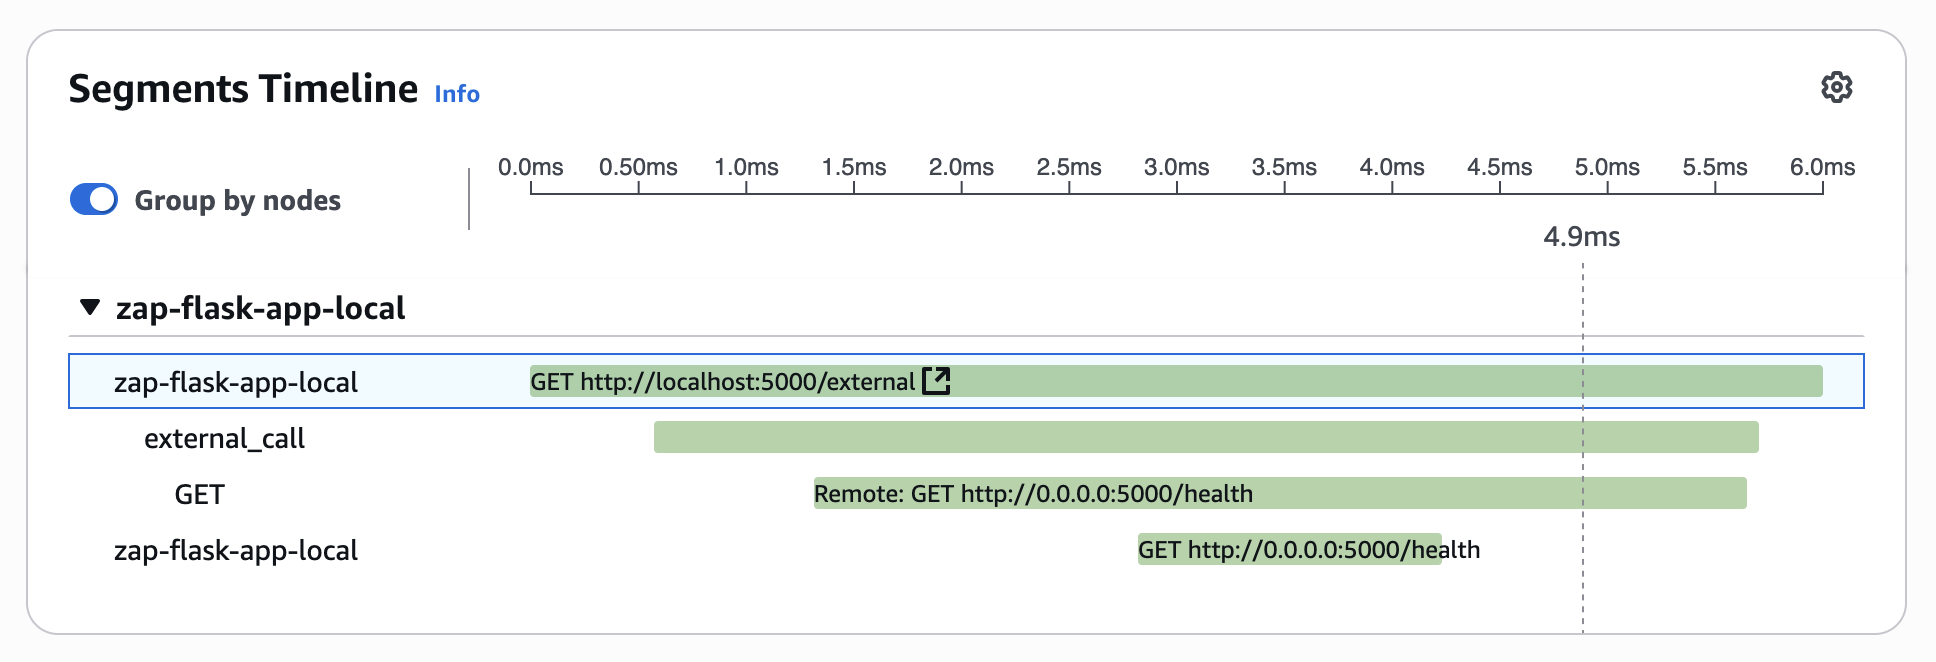 Segments Timeline Info
0.0ms 0.50ms 1.0ms 1.5ms 2.0ms 2.5ms 3.0ms 3.5ms 4.0ms 4.5ms 5.0ms 5.5ms 6.0ms
Group by nodes
4.9ms
zap-flask-app-local
zap-flask-app-local GET http://localhost:5000/external
external_call
GET Remote: GET http://0.0.0.0:5000/health
zap-flask-app-local GET http://0.0.0.0:5000/health